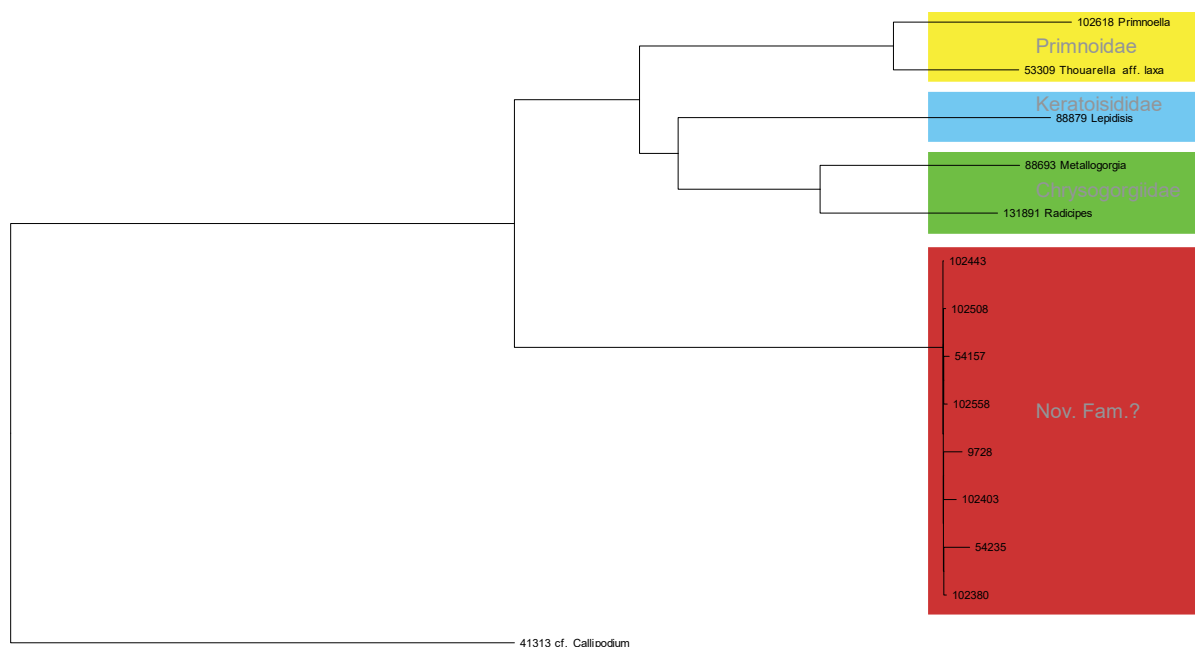 102618 Primnoella
Primnoidae
53309 Thouarella aff. laxa
Keratoisididae
88879 Lepidisis
88693 Metallogorgia
Chrysogorgiidae
131891 Radicipes
102443
102508
54157
102558
Nov. Fam.?
9728
102403
54235
102380
41313 cf. Callipodium